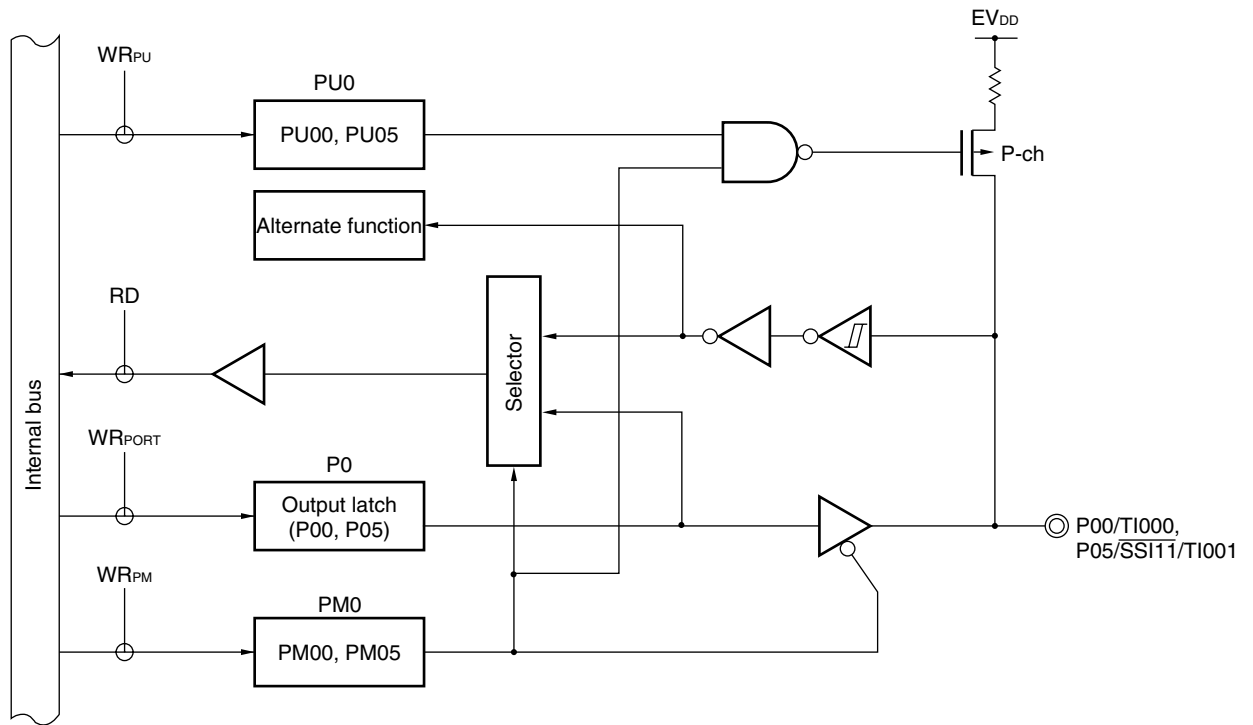 EVDD
WRPU
PU0
PU00, PU05
P-ch
Alternate function
RD
Selector
Internal bus
WRPORT
P0
Output latch
(P00, P05)
P00/TI000,
P05/SSI11/TI001
WRPM
PM0
PM00, PM05